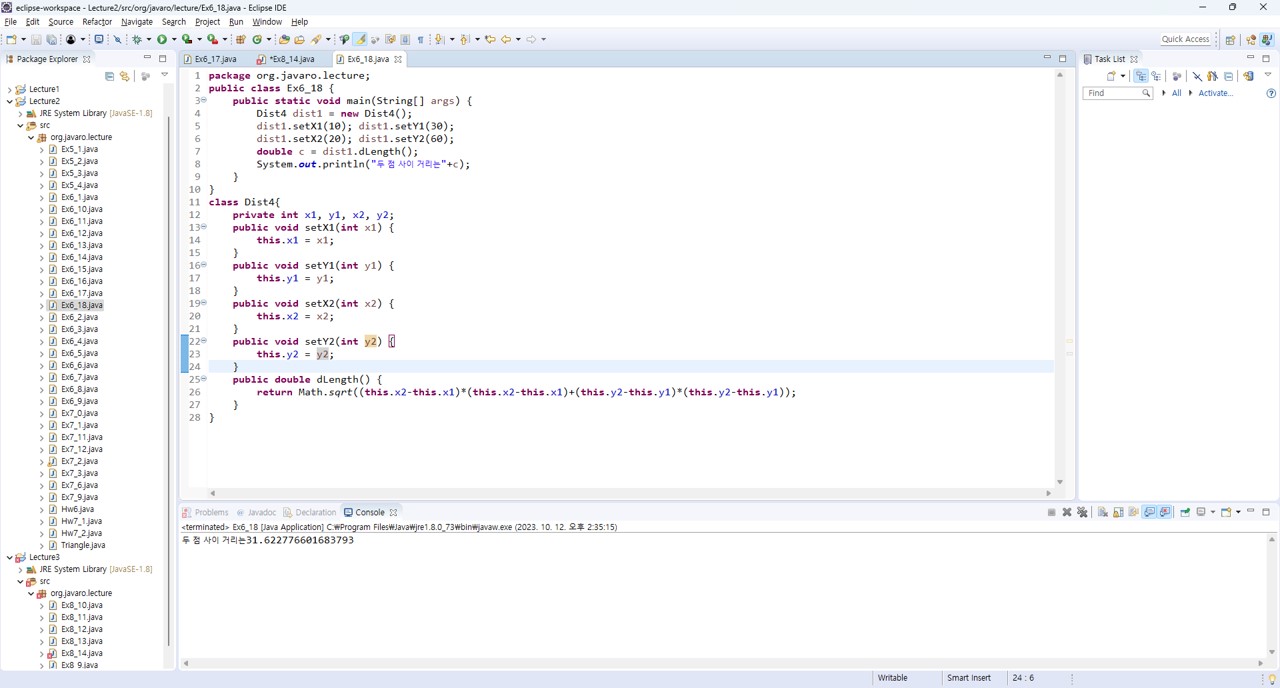 eclipse-workspace - Lecture2/src/org/javaro/lecture/Ex6_18.java - Eclipse IDE
File Edit Source Refactor Navigate Search Project Run Window Help
Quick Access
Package Explorer
Lecture1
Lecture2
JRE System Library [JavaSE-1.8]
src
org.javaro.lecture
Ex5_1.java
Ex5_2.java
Ex5_3.java
Ex5_4.java
Ex6_1.java
Ex6_10.java
Ex6_11.java
Ex6_12.java
Ex6_13.java
Ex6_14.java
Ex6_15.java
Ex6_16.java
Ex6_17.java
Ex6_18.java
Ex6_2.java
Ex6_3.java
Ex6_4.java
Ex6_5.java
Ex6_6.java
Ex6_7.java
Ex6_8.java
Ex6_9.java
Ex7_0.java
Ex7_1.java
Ex7_11.java
Ex7_12.java
Ex7_2.java
Ex7_3.java
Ex7_6.java
Ex7_9.java
Hw6.java
Hw7_1.java
Hw7_2.java
Triangle.java
Lecture3
JRE System Library [JavaSE-1.8]
src
org.javaro.lecture
Ex8_10.java
Ex8_11.java
Ex8_12.java
Ex8_13.java
Ex8_14.java
Ex8_9.java
Ex6_17.java *Ex8_14.java Ex6_18.java
1 package org.javaro.lecture;
2 public class Ex6_18 {
3 public static void main(String[] args) {
4 Dist4 dist1 = new Dist4();
5 dist1.setX1(10); dist1.setY1(30);
6 dist1.setX2(20); dist1.setY2(60);
7 double c = dist1.dLength();
8 System.out.println("두 점 사이 거리는"+c);
9 }
10 }
11 class Dist4{
12 private int x1, y1, x2, y2;
13 public void setX1(int x1) {
14 this.x1 = x1;
15 }
16 public void setY1(int y1) {
17 this.y1 = y1;
18 }
19 public void setX2(int x2) {
20 this.x2 = x2;
21 }
22 public void setY2(int y2) {
23 this.y2 = y2;
24 }
25 public double dLength() {
26 return Math.sqrt((this.x2-this.x1)*(this.x2-this.x1)+(this.y2-this.y1)*(this.y2-this.y1));
27 }
28 }
Task List
Find All Activate...
Problems Javadoc Declaration Console
<terminated> Ex6_18 [Java Application] C:₩Program Files₩Java₩jre1.8.0_73₩bin₩javaw.exe (2023. 10. 12. 오후 2:35:15)
두 점 사이 거리는31.622776601683793
Writable Smart Insert 24 : 6